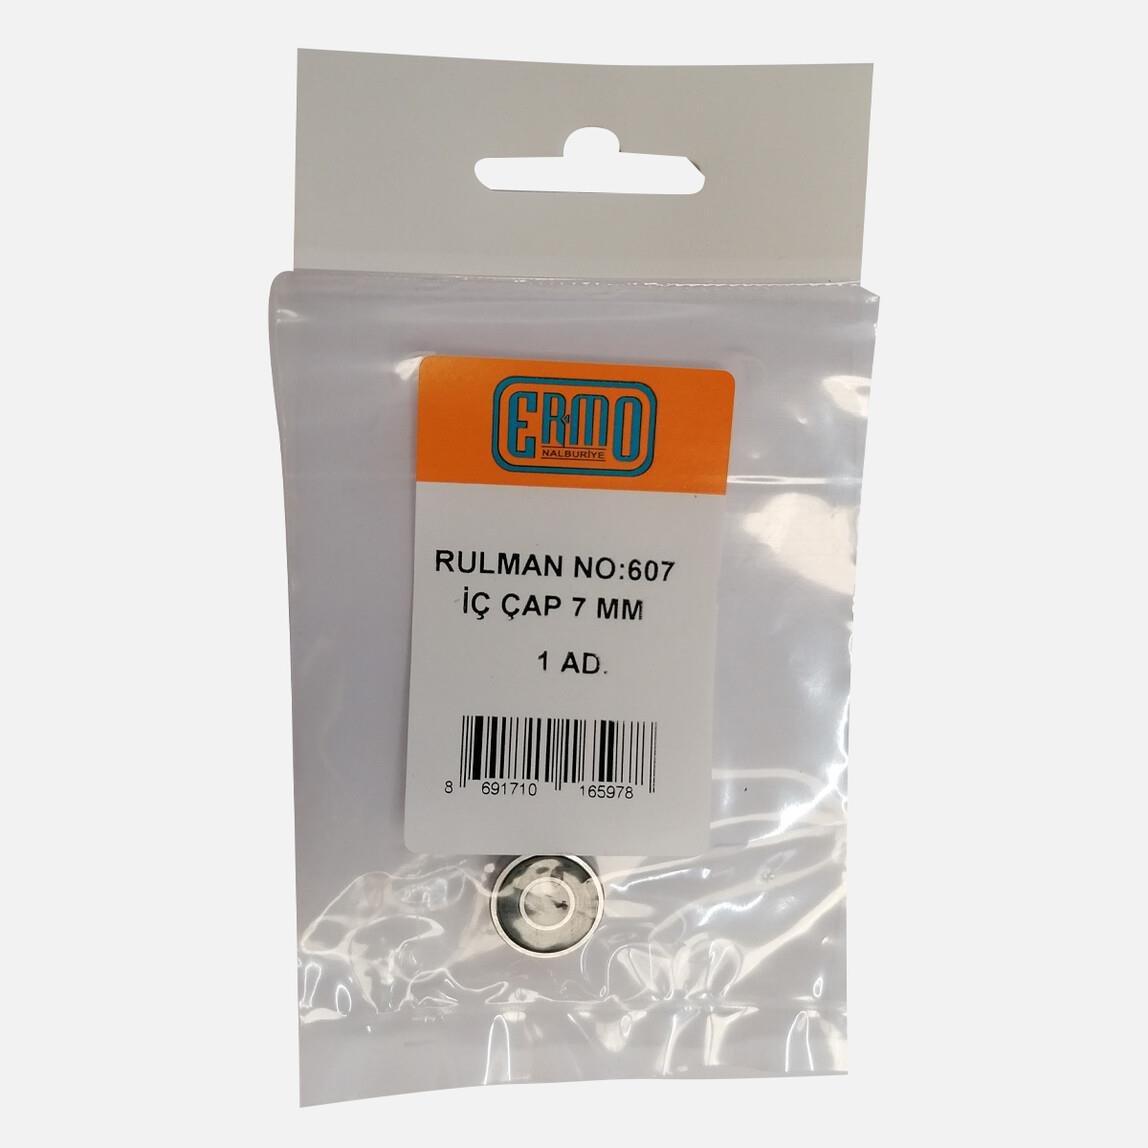 ERMO
NALBURİYE
RULMAN NO:607
İÇ ÇAP 7 MM
1 AD.
8 691710 165978